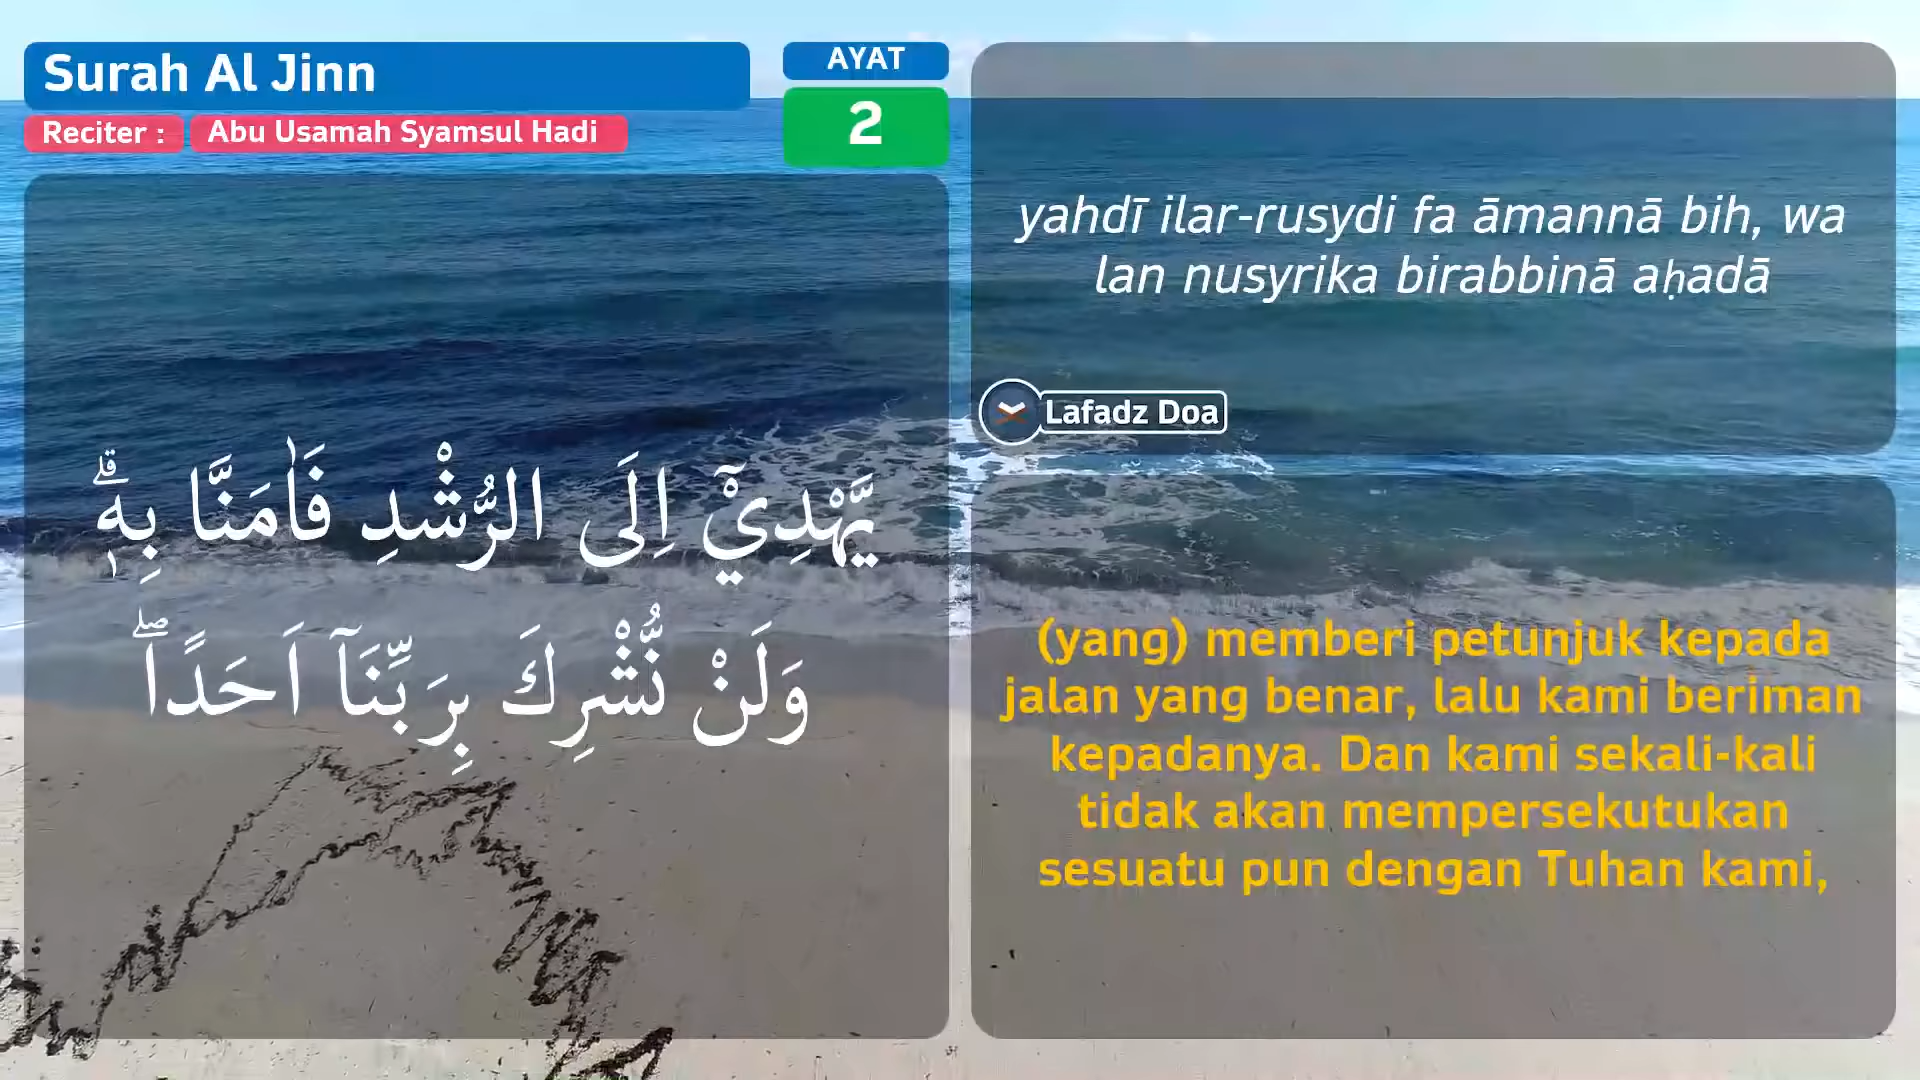 Surah Al Jinn
AYAT
2
Reciter :
Abu Usamah Syamsul Hadi
يَّهْدِيْٓ اِلَى الرُّشْدِ فَاٰمَنَّا بِهٖۗ
وَلَنْ نُّشْرِكَ بِرَبِّنَآ اَحَدًاۖ
yahdī ilar-rusydi fa āmannā bih, wa
lan nusyrika birabbinā aḥadā
Lafadz Doa
(yang) memberi petunjuk kepada
jalan yang benar, lalu kami beriman
kepadanya. Dan kami sekali-kali
tidak akan mempersekutukan
sesuatu pun dengan Tuhan kami,